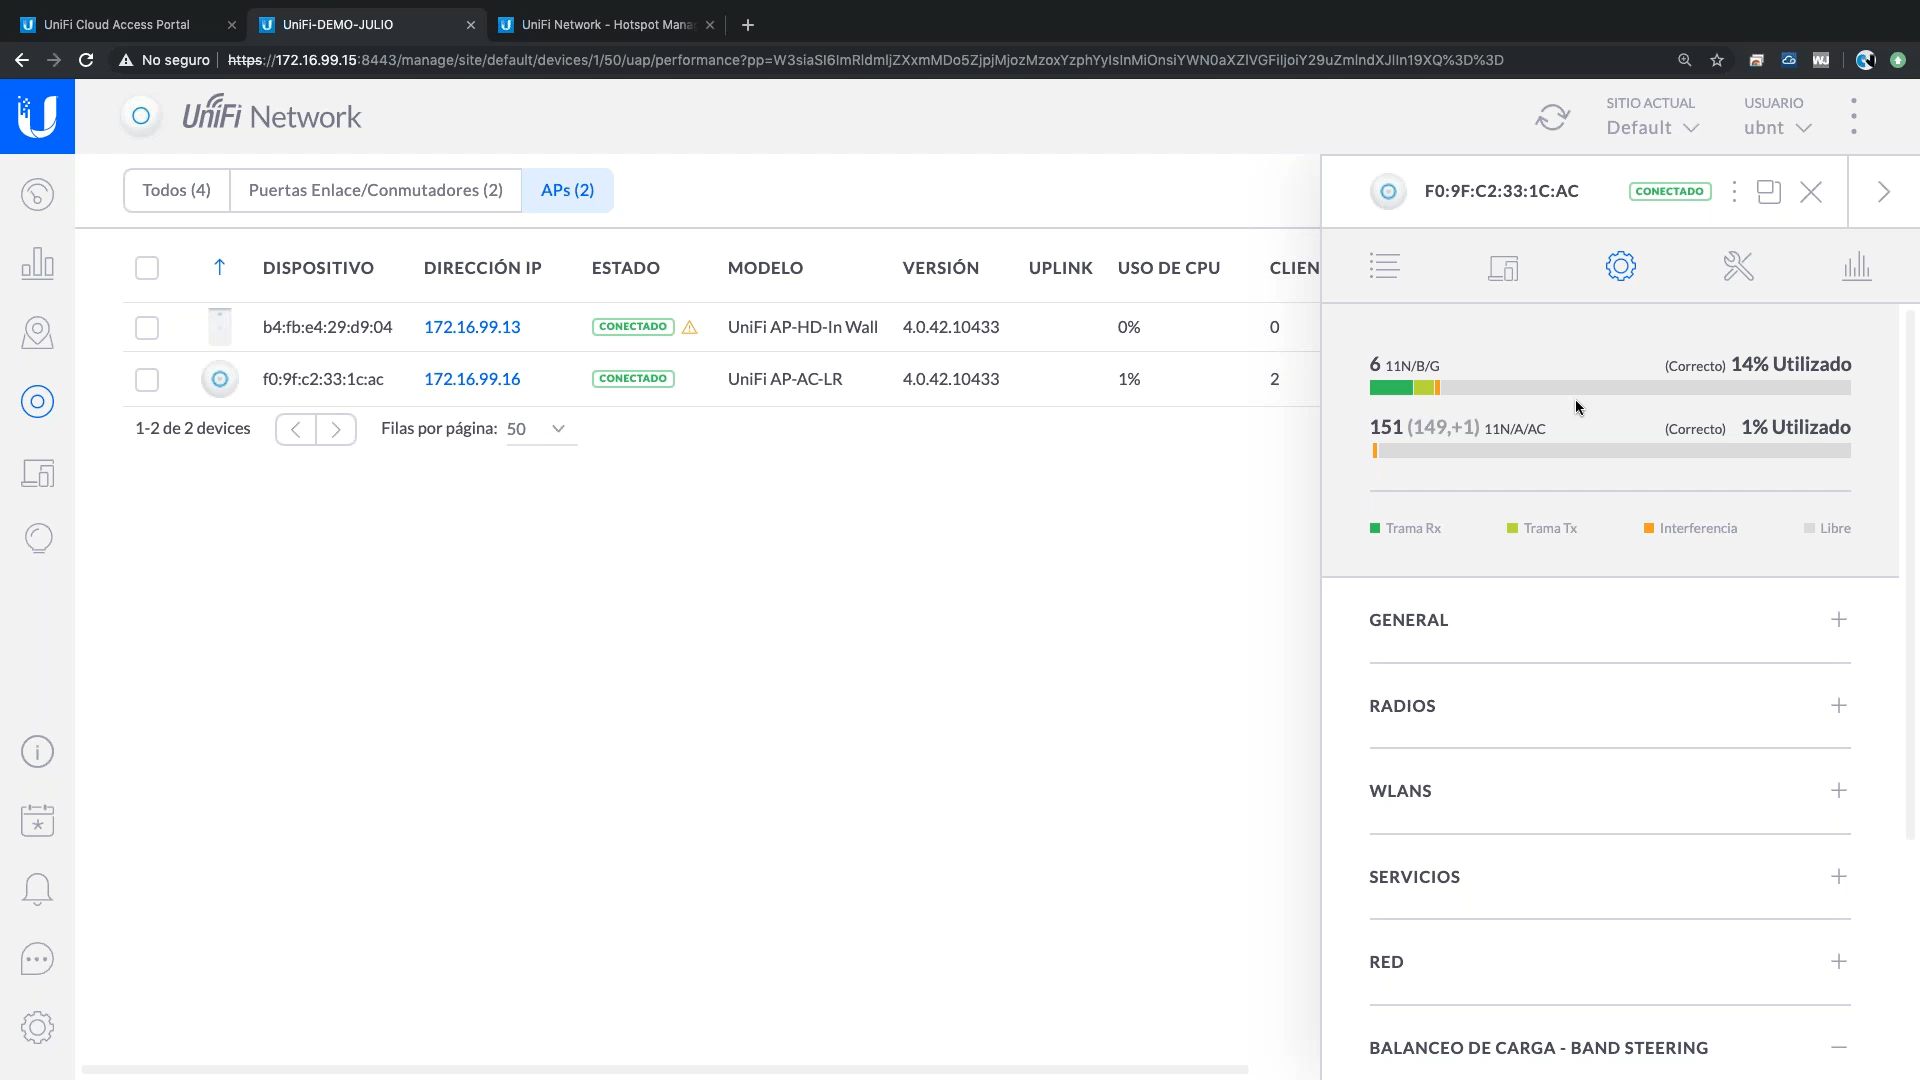 UniFi Cloud Access Portal
UniFi-DEMO-JULIO
UniFi Network - Hotspot Mana
No seguro
https://172.16.99.15:8443/manage/site/default/devices/1/50/uap/performance?pp=W3siaSI6ImRldmljZXxmMDo5ZjpjMjozMzoxYzphYyIsInMiOnsiYWN0aXZlVGFiIjoiY29uZmlndXJlIn19XQ%3D%3D
UniFi Network
SITIO ACTUAL
Default
USUARIO
ubnt
Todos (4)
Puertas Enlace/Conmutadores (2)
APs (2)
DISPOSITIVO DIRECCIÓN IP ESTADO MODELO VERSIÓN UPLINK USO DE CPU CLIEN
b4:fb:e4:29:d9:04 172.16.99.13 CONECTADO UniFi AP-HD-In Wall 4.0.42.10433 0% 0
f0:9f:c2:33:1c:ac 172.16.99.16 CONECTADO UniFi AP-AC-LR 4.0.42.10433 1% 2
1-2 de 2 devices
Filas por página: 50
F0:9F:C2:33:1C:AC CONECTADO
6 11N/B/G (Correcto) 14% Utilizado
151 (149,+1) 11N/A/AC (Correcto) 1% Utilizado
Trama Rx Trama Tx Interferencia Libre
GENERAL
RADIOS
WLANS
SERVICIOS
RED
BALANCEO DE CARGA - BAND STEERING